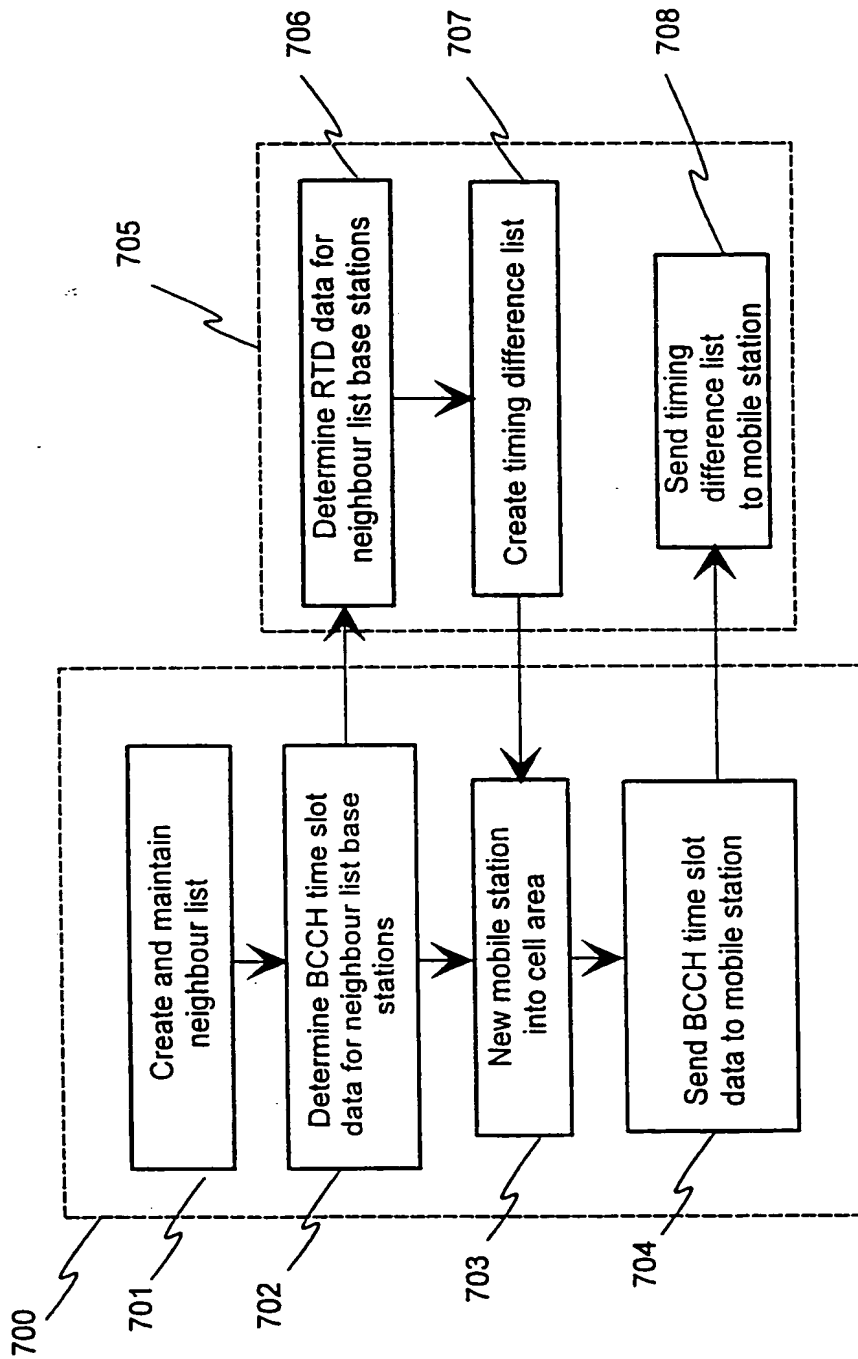 700
701
Create and maintain
neighbour list
702
Determine BCCH time slot
data for neighbour list base
stations
703
New mobile station
into cell area
704
Send BCCH time slot
data to mobile station
705
706
Determine RTD data for
neighbour list base stations
707
Create timing difference list
708
Send timing
difference list
to mobile station